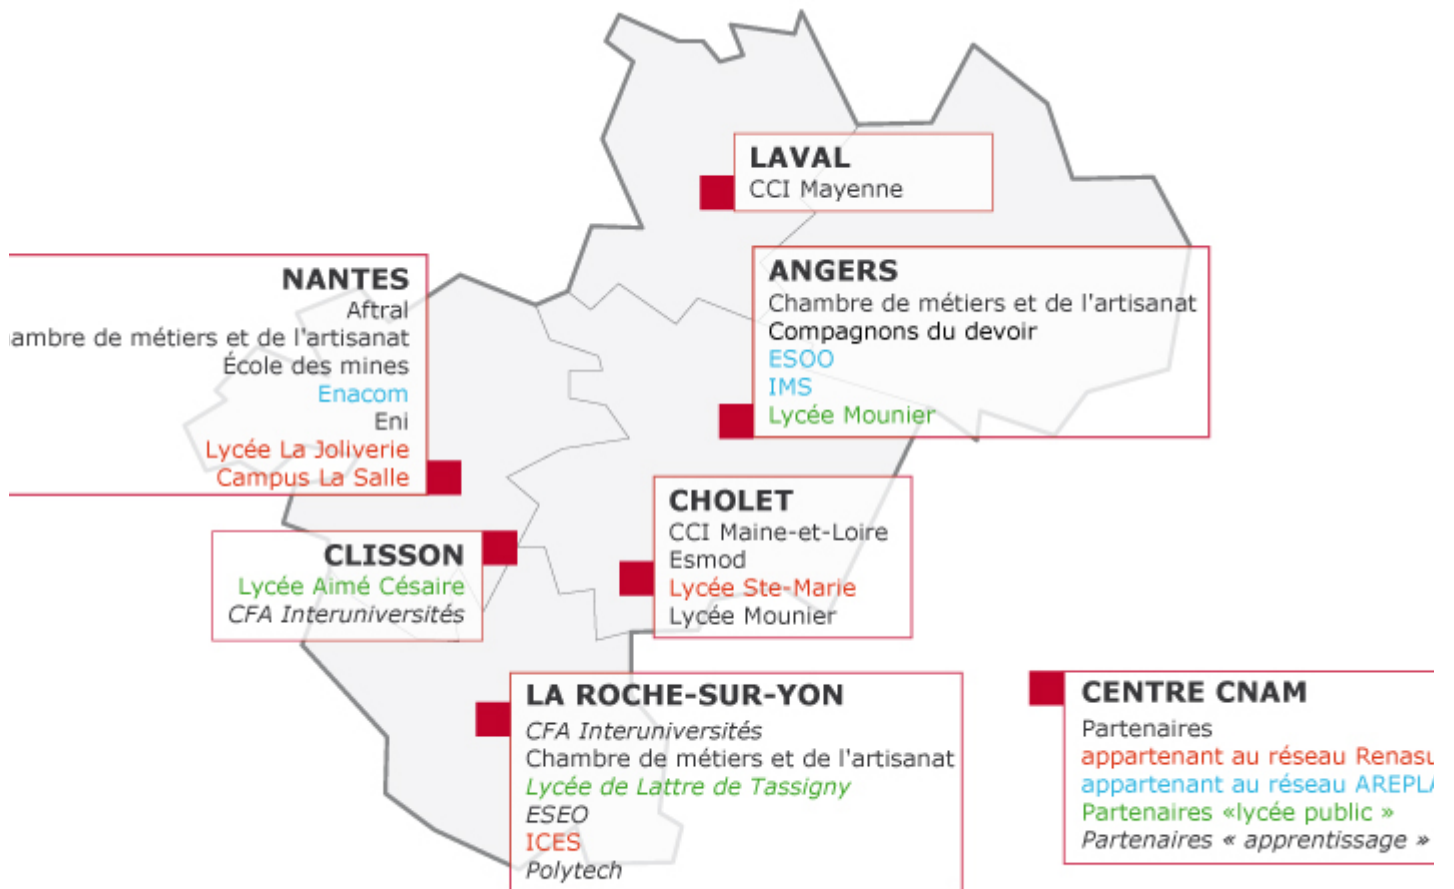 LAVAL
CCI Mayenne
NANTES
Aftral
ambre de métiers et de l'artisanat
École des mines
Enacom
Eni
Lycée La Joliverie
Campus La Salle
ANGERS
Chambre de métiers et de l'artisanat
Compagnons du devoir
ESOO
IMS
Lycée Mounier
CLISSON
Lycée Aimé Césaire
CFA Interuniversités
CHOLET
CCI Maine-et-Loire
Esmod
Lycée Ste-Marie
Lycée Mounier
LA ROCHE-SUR-YON
CFA Interuniversités
Chambre de métiers et de l'artisanat
Lycée de Lattre de Tassigny
ESEO
ICES
Polytech
CENTRE CNAM
Partenaires
appartenant au réseau Renasu
appartenant au réseau AREPLA
Partenaires «lycée public »
Partenaires « apprentissage »